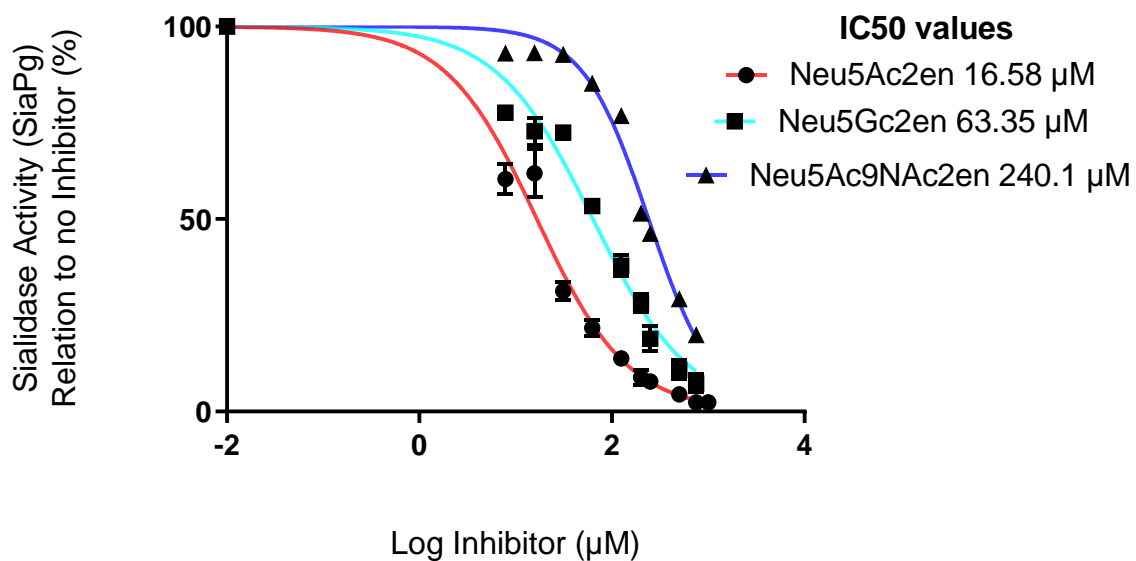 Sialidase Activity (SiaPg)
Relation to no Inhibitor (%)
100
50
0
-2
0
2
4
Log Inhibitor (µM)
IC50 values
Neu5Ac2en 16.58 µM
Neu5Gc2en 63.35 µM
Neu5Ac9NAc2en 240.1 µM